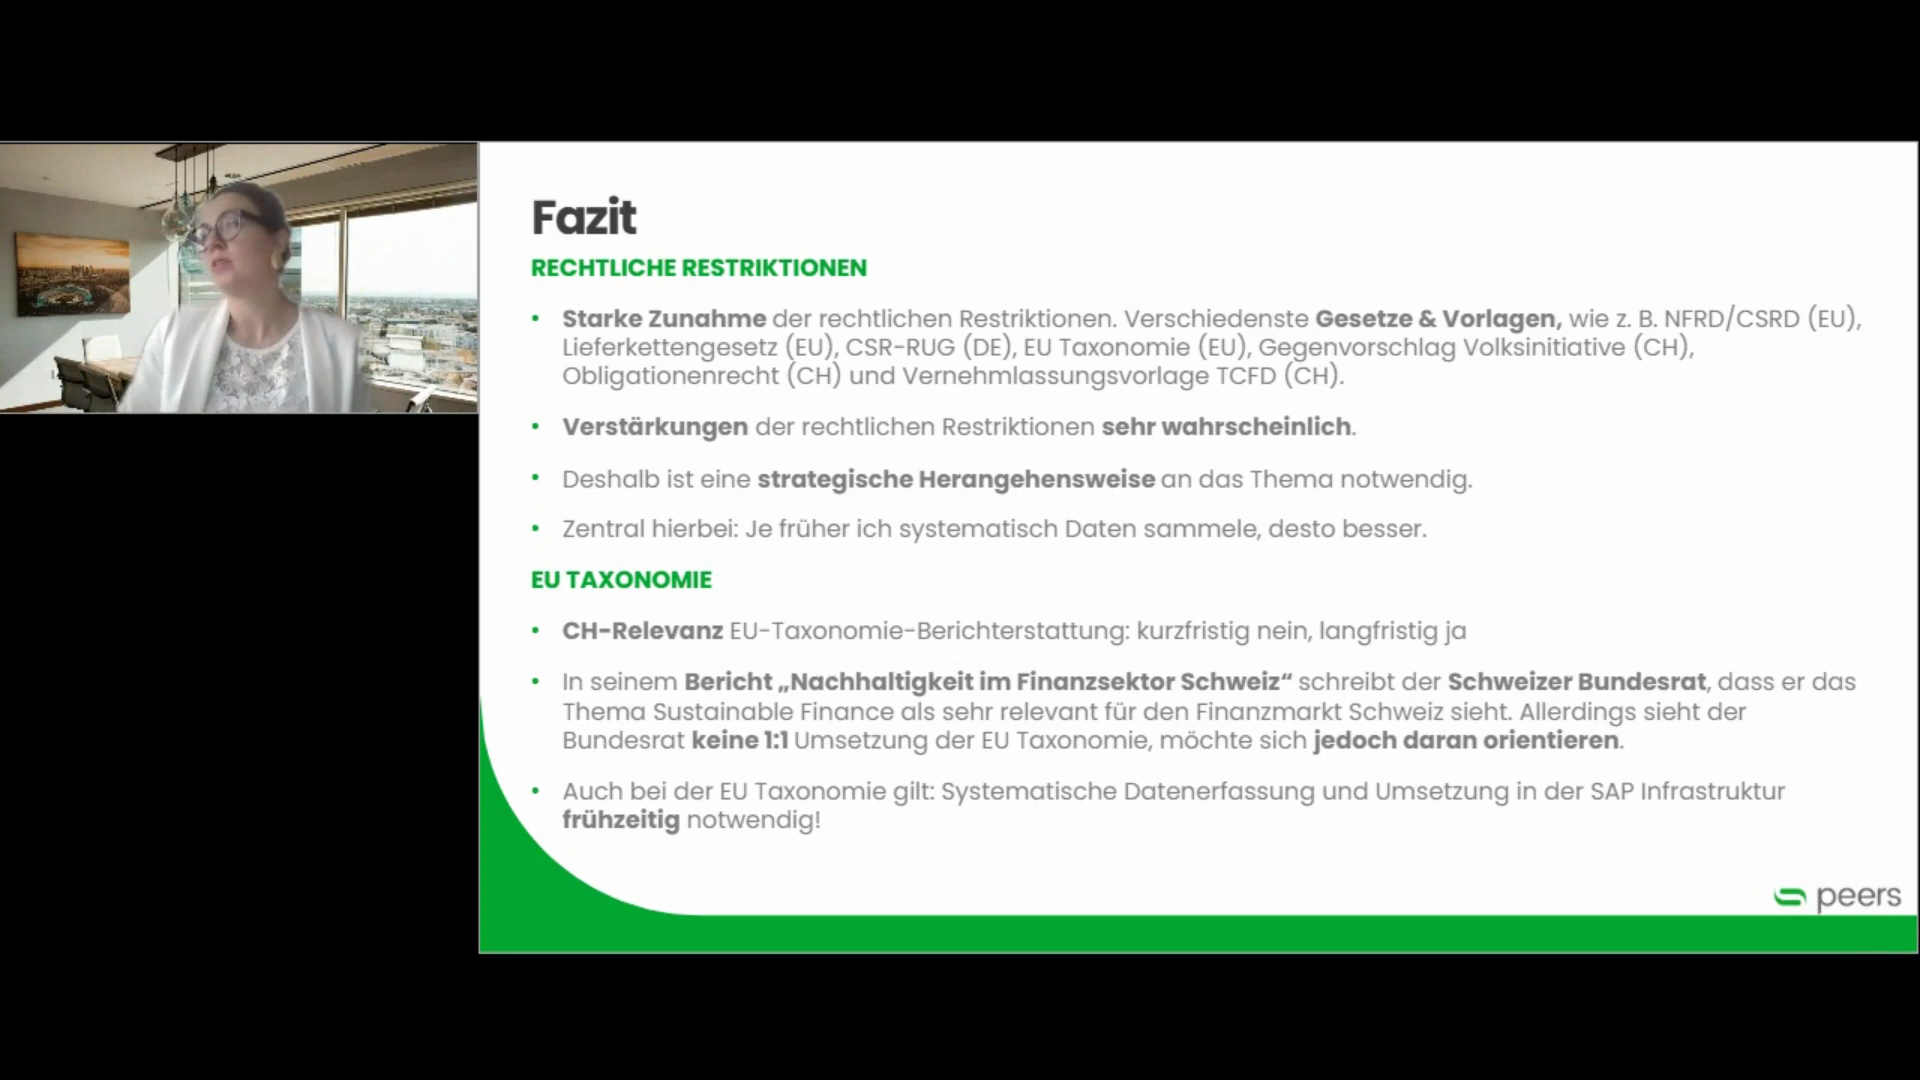 Fazit
RECHTLICHE RESTRIKTIONEN
• Starke Zunahme der rechtlichen Restriktionen. Verschiedenste Gesetze & Vorlagen, wie z. B. NFRD/CSRD (EU),
Lieferkettengesetz (EU), CSR-RUG (DE), EU Taxonomie (EU), Gegenvorschlag Volksinitiative (CH),
Obligationenrecht (CH) und Vernehmlassungsvorlage TCFD (CH).
• Verstärkungen der rechtlichen Restriktionen sehr wahrscheinlich.
• Deshalb ist eine strategische Herangehensweise an das Thema notwendig.
• Zentral hierbei: Je früher ich systematisch Daten sammele, desto besser.
EU TAXONOMIE
• CH-Relevanz EU-Taxonomie-Berichterstattung: kurzfristig nein, langfristig ja
• In seinem Bericht „Nachhaltigkeit im Finanzsektor Schweiz“ schreibt der Schweizer Bundesrat, dass er das
Thema Sustainable Finance als sehr relevant für den Finanzmarkt Schweiz sieht. Allerdings sieht der
Bundesrat keine 1:1 Umsetzung der EU Taxonomie, möchte sich jedoch daran orientieren.
• Auch bei der EU Taxonomie gilt: Systematische Datenerfassung und Umsetzung in der SAP Infrastruktur
frühzeitig notwendig!
peers